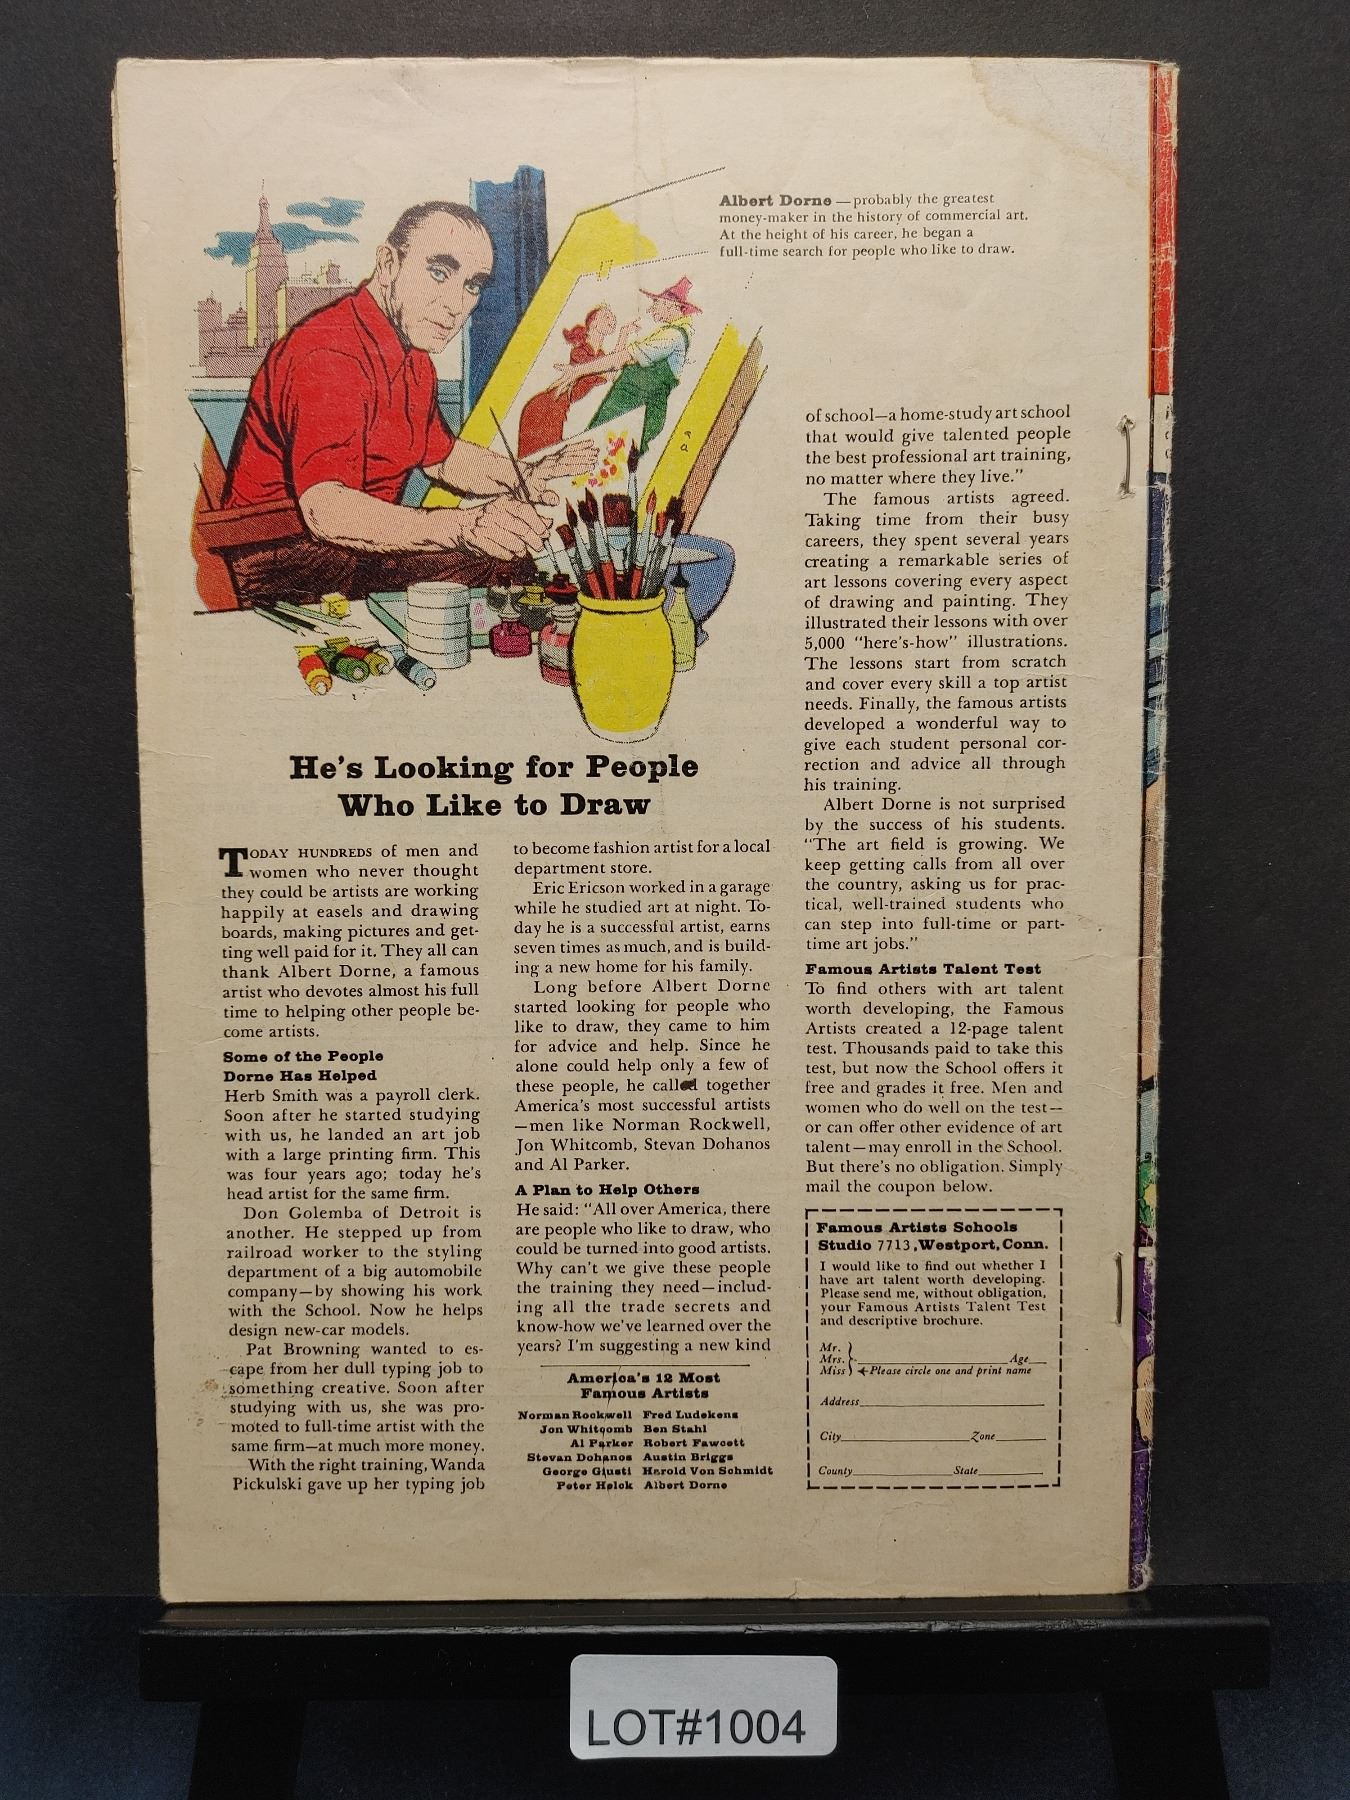 Albert Dorne — probably the greatest
money-maker in the history of commercial art.
At the height of his career, he began a
full-time search for people who like to draw.
He's Looking for People
Who Like to Draw
TODAY HUNDREDS of men and
women who never thought
they could be artists are working
happily at easels and drawing
boards, making pictures and get-
ting well paid for it. They all can
thank Albert Dorne, a famous
artist who devotes almost his full
time to helping other people be-
come artists.
Some of the People
Dorne Has Helped
Herb Smith was a payroll clerk.
Soon after he started studying
with us, he landed an art job
with a large printing firm. This
was four years ago; today he's
head artist for the same firm.
Don Golemba of Detroit is
another. He stepped up from
railroad worker to the styling
department of a big automobile
company—by showing his work
with the School. Now he helps
design new-car models.
Pat Browning wanted to es-
cape from her dull typing job to
something creative. Soon after
studying with us, she was pro-
moted to full-time artist with the
same firm—at much more money.
With the right training, Wanda
Pickulski gave up her typing job
to become fashion artist for a local
department store.
Eric Ericson worked in a garage
while he studied art at night. To-
day he is a successful artist, earns
seven times as much, and is build-
ing a new home for his family.
Long before Albert Dorne
started looking for people who
like to draw, they came to him
for advice and help. Since he
alone could help only a few of
these people, he called together
America's most successful artists
—men like Norman Rockwell,
Jon Whitcomb, Stevan Dohanos
and Al Parker.
A Plan to Help Others
He said: "All over America, there
are people who like to draw, who
could be turned into good artists.
Why can't we give these people
the training they need—includ-
ing all the trade secrets and
know-how we've learned over the
years? I'm suggesting a new kind
America's 12 Most
Famous Artists
Norman Rockwell Fred Ludekens
Jon Whitcomb Ben Stahl
Al Parker Robert Fawcett
Stevan Dohanos Austin Briggs
George Giusti Harold Von Schmidt
Peter Helck Albert Dorne
of school—a home-study art school
that would give talented people
the best professional art training,
no matter where they live."
The famous artists agreed.
Taking time from their busy
careers, they spent several years
creating a remarkable series of
art lessons covering every aspect
of drawing and painting. They
illustrated their lessons with over
5,000 "here's-how" illustrations.
The lessons start from scratch
and cover every skill a top artist
needs. Finally, the famous artists
developed a wonderful way to
give each student personal cor-
rection and advice all through
his training.
Albert Dorne is not surprised
by the success of his students.
"The art field is growing. We
keep getting calls from all over
the country, asking us for prac-
tical, well-trained students who
can step into full-time or part-
time art jobs."
Famous Artists Talent Test
To find others with art talent
worth developing, the Famous
Artists created a 12-page talent
test. Thousands paid to take this
test, but now the School offers it
free and grades it free. Men and
women who do well on the test—
or can offer other evidence of art
talent—may enroll in the School.
But there's no obligation. Simply
mail the coupon below.
Famous Artists Schools
Studio 7713, Westport, Conn.
I would like to find out whether I
have art talent worth developing.
Please send me, without obligation,
your Famous Artists Talent Test
and descriptive brochure.
Mr.
Mrs. Age
Miss Please circle one and print name
Address
City Zone
County State
LOT#1004